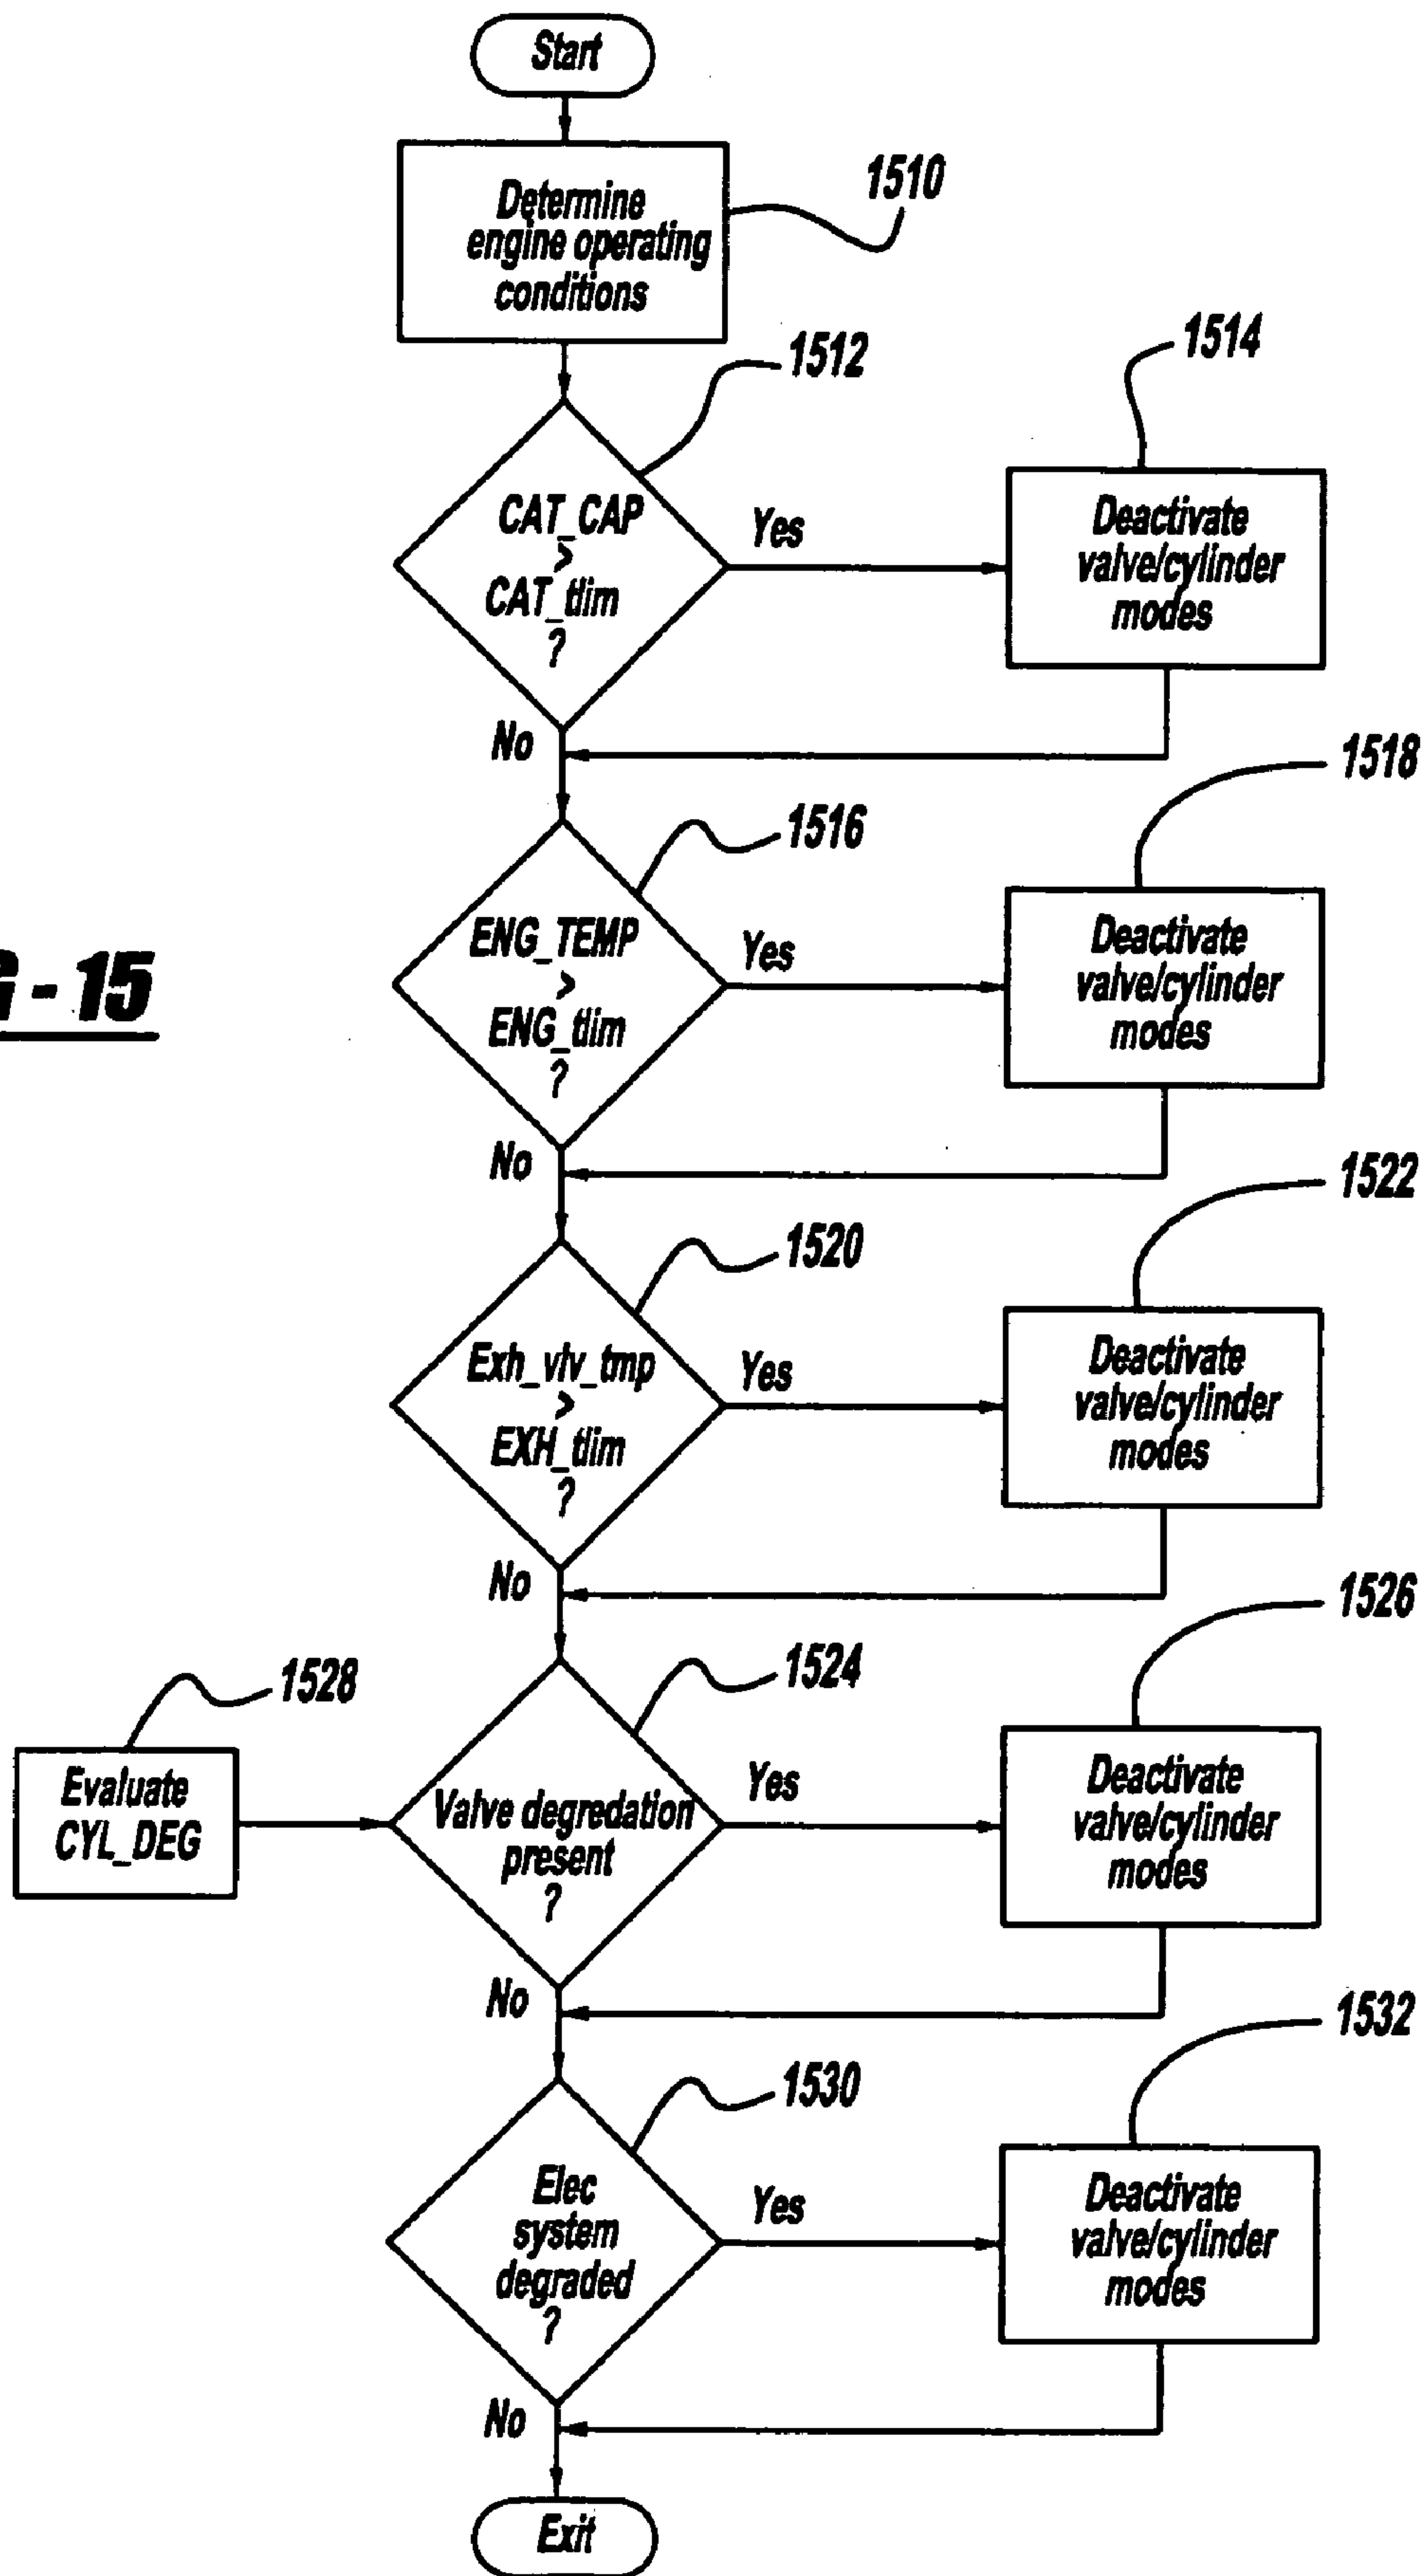 Start
Determine
engine operating
conditions
1510
1512
CAT_CAP
>
CAT_tlim
?
Yes
1514
Deactivate
valve/cylinder
modes
No
1516
ENG_TEMP
>
ENG_tlim
?
Yes
1518
Deactivate
valve/cylinder
modes
No
G - 15
1520
Exh_vlv_tmp
>
EXH_tlim
?
Yes
1522
Deactivate
valve/cylinder
modes
No
1528
Evaluate
CYL_DEG
1524
Valve degredation
present
?
Yes
1526
Deactivate
valve/cylinder
modes
No
1530
Elec
system
degraded
?
Yes
1532
Deactivate
valve/cylinder
modes
No
Exit